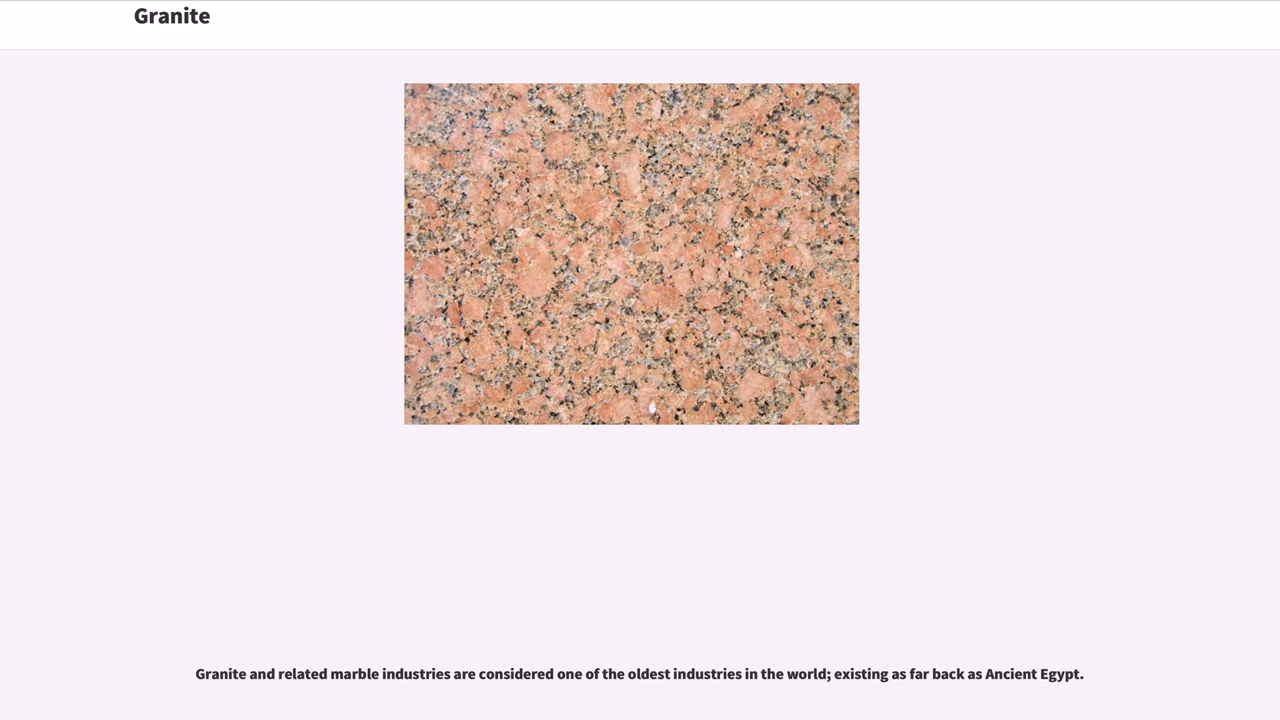 Granite
Granite and related marble industries are considered one of the oldest industries in the world; existing as far back as Ancient Egypt.